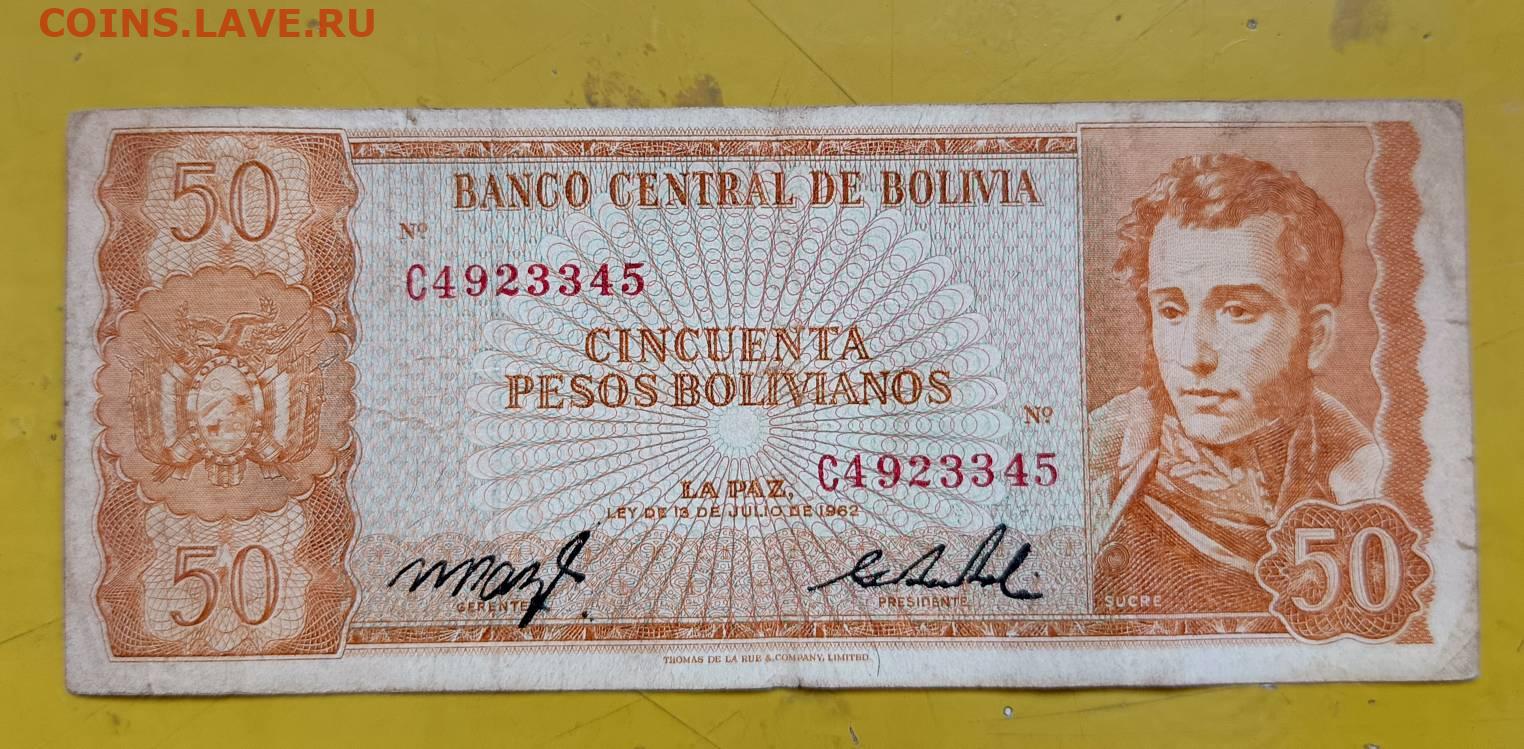 COINS.LAVE.RU
50
BANCO CENTRAL DE BOLIVIA
Nº
C4923345
CINCUENTA
PESOS BOLIVIANOS
Nº
C4923345
LA PAZ,
LEY DE 13 DE JULIO DE 1962
50
GERENTE
PRESIDENTE
SUCRE
50
THOMAS DE LA RUE & COMPANY, LIMITED.